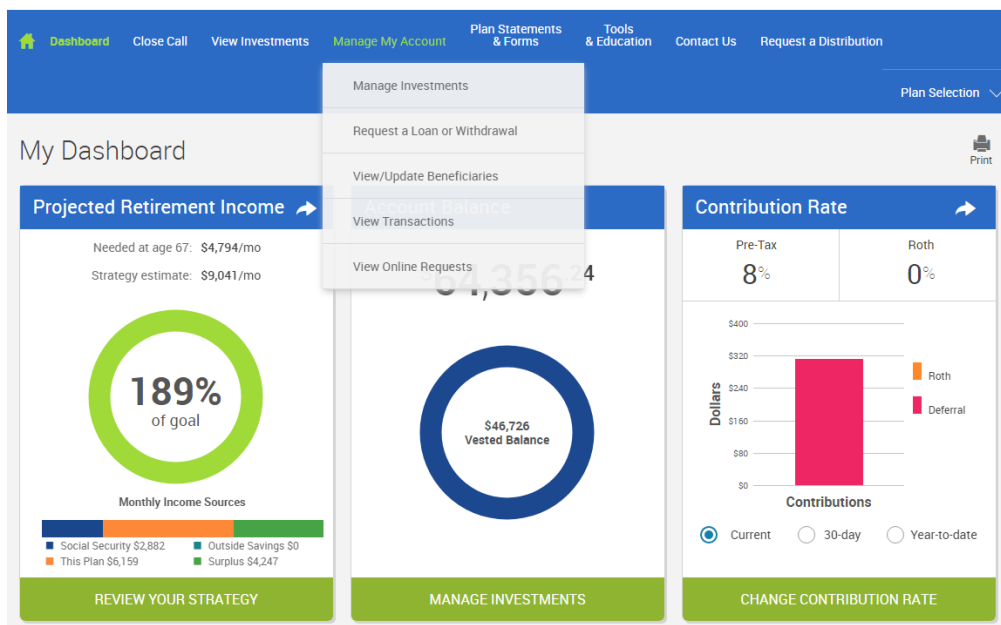 Dashboard
Close Call
View Investments
Manage My Account
Plan Statements
& Forms
Tools
& Education
Contact Us
Request a Distribution
Plan Selection
Manage Investments
Request a Loan or Withdrawal
View/Update Beneficiaries
View Transactions
View Online Requests
My Dashboard
Print
Projected Retirement Income
Needed at age 67: $4,794/mo
Strategy estimate: $9,041/mo
189%
of goal
Monthly Income Sources
Social Security $2,882
Outside Savings $0
This Plan $6,159
Surplus $4,247
REVIEW YOUR STRATEGY
Account Balance
$64,356.24
$46,726
Vested Balance
MANAGE INVESTMENTS
Contribution Rate
Pre-Tax
8%
Roth
0%
$400
$320
$240
$160
$80
$0
Dollars
Roth
Deferral
Contributions
Current
30-day
Year-to-date
CHANGE CONTRIBUTION RATE